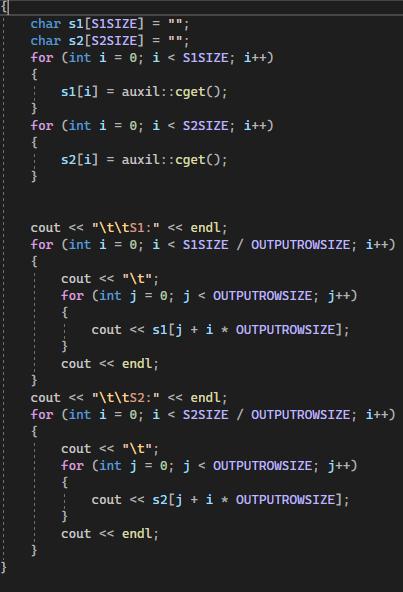 {
    char s1[S1SIZE] = "";
    char s2[S2SIZE] = "";
    for (int i = 0; i < S1SIZE; i++)
    {
        s1[i] = auxil::cget();
    }
    for (int i = 0; i < S2SIZE; i++)
    {
        s2[i] = auxil::cget();
    }
    cout << "\t\tS1:" << endl;
    for (int i = 0; i < S1SIZE / OUTPUTROWSIZE; i++)
    {
        cout << "\t";
        for (int j = 0; j < OUTPUTROWSIZE; j++)
        {
            cout << s1[j + i * OUTPUTROWSIZE];
        }
        cout << endl;
    }
    cout << "\t\tS2:" << endl;
    for (int i = 0; i < S2SIZE / OUTPUTROWSIZE; i++)
    {
        cout << "\t";
        for (int j = 0; j < OUTPUTROWSIZE; j++)
        {
            cout << s2[j + i * OUTPUTROWSIZE];
        }
        cout << endl;
    }
}